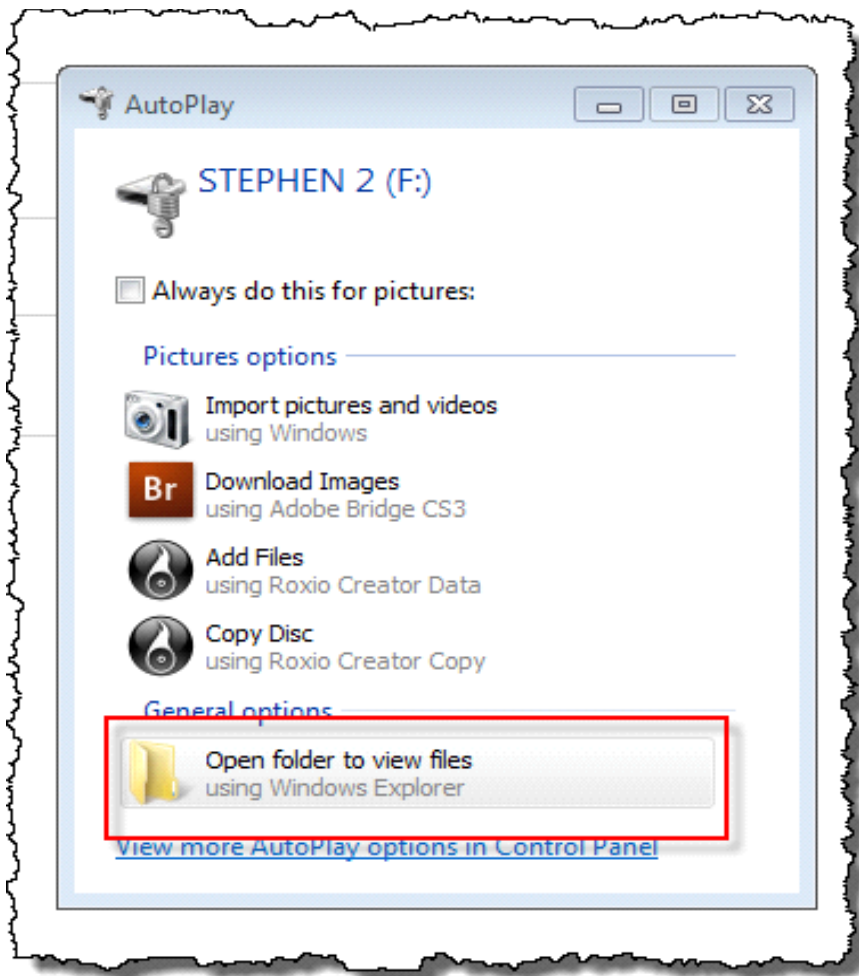 AutoPlay
STEPHEN 2 (F:)
Always do this for pictures:
Pictures options
Import pictures and videos
using Windows
Br
Download Images
using Adobe Bridge CS3
Add Files
using Roxio Creator Data
Copy Disc
using Roxio Creator Copy
General options
Open folder to view files
using Windows Explorer
View more AutoPlay options in Control Panel